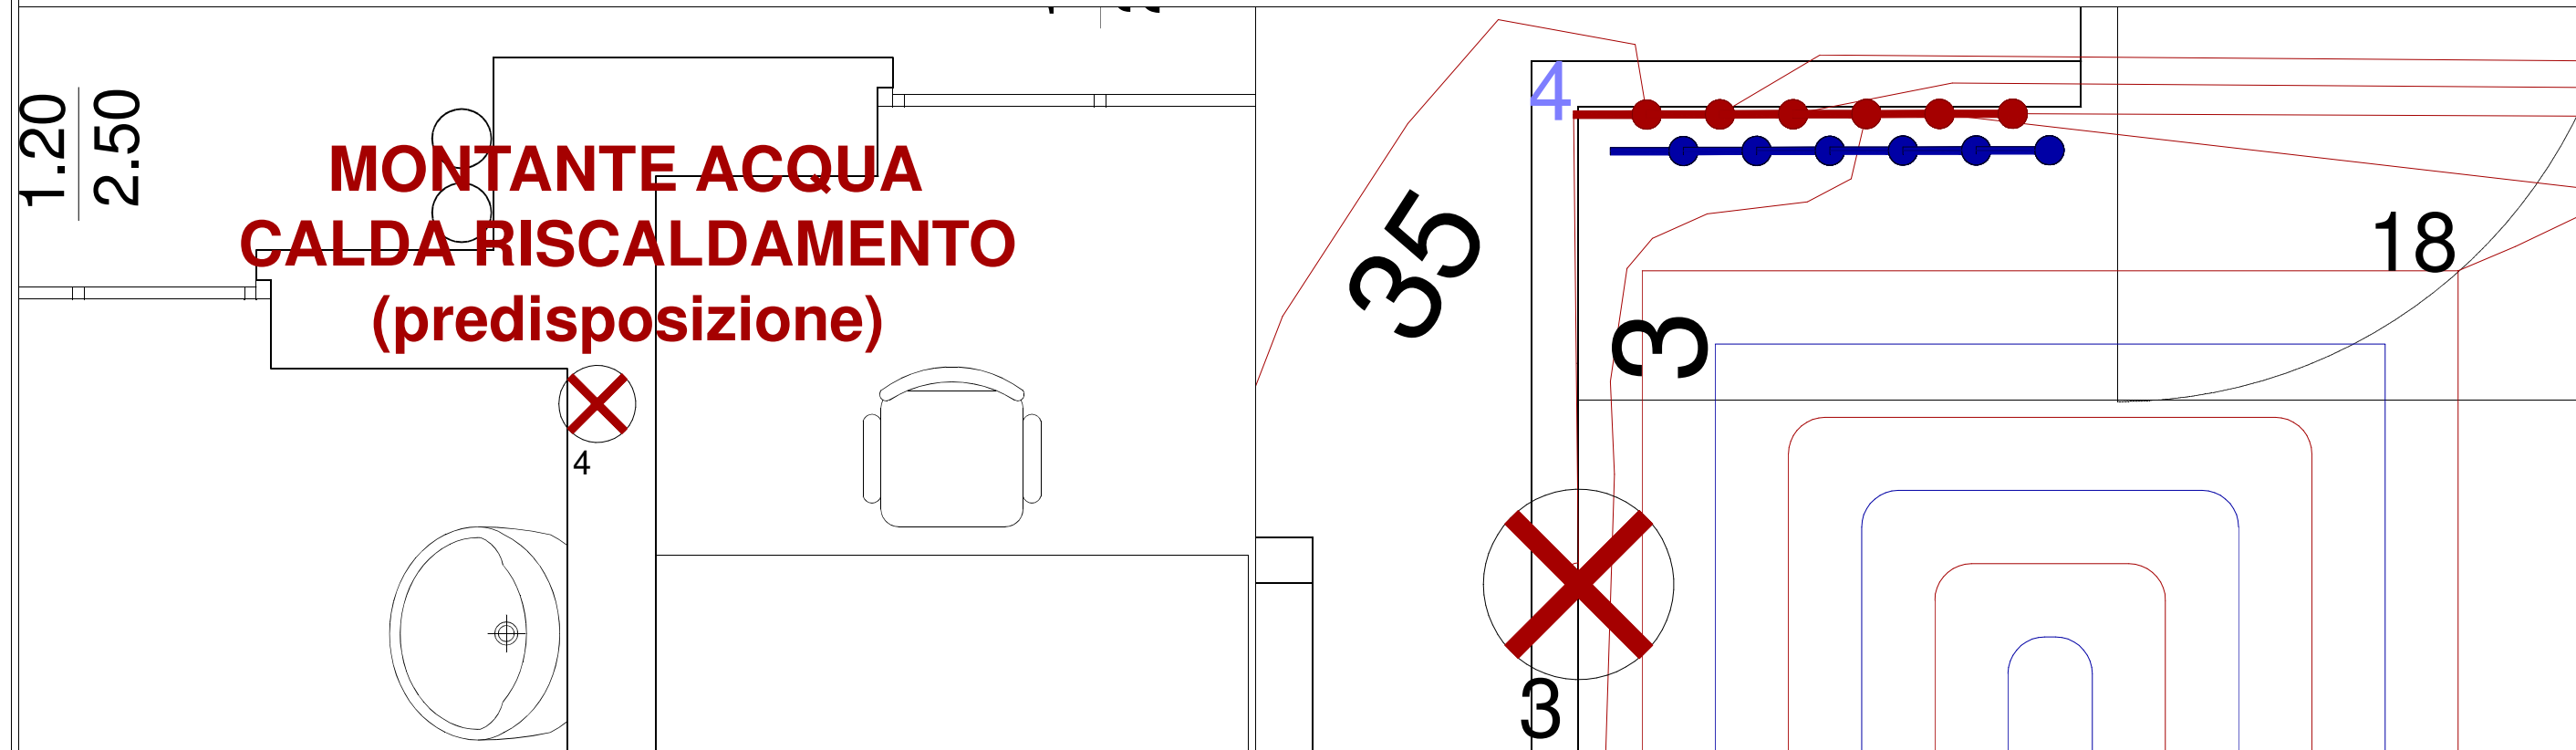 1.20
2.50
MONTANTE ACQUA
CALDA RISCALDAMENTO
(predisposizione)
4
4
35
3
18
3